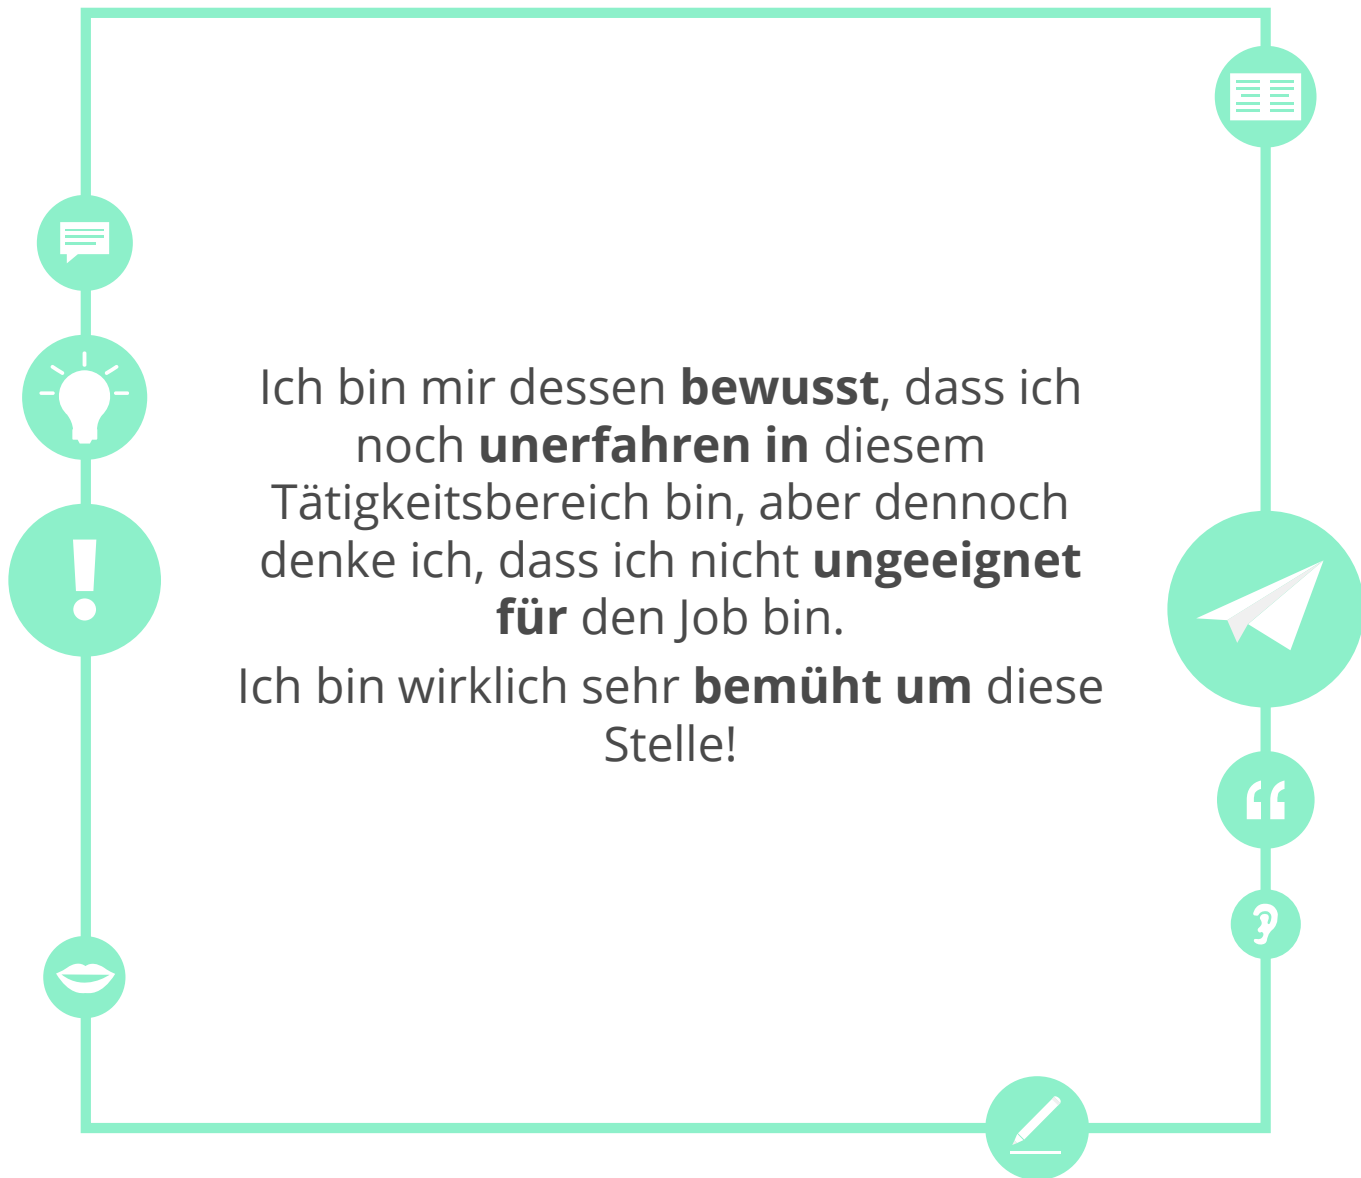 Ich bin mir dessen bewusst, dass ich
noch unerfahren in diesem
Tätigkeitsbereich bin, aber dennoch
denke ich, dass ich nicht ungeeignet
für den Job bin.
Ich bin wirklich sehr bemüht um diese
Stelle!